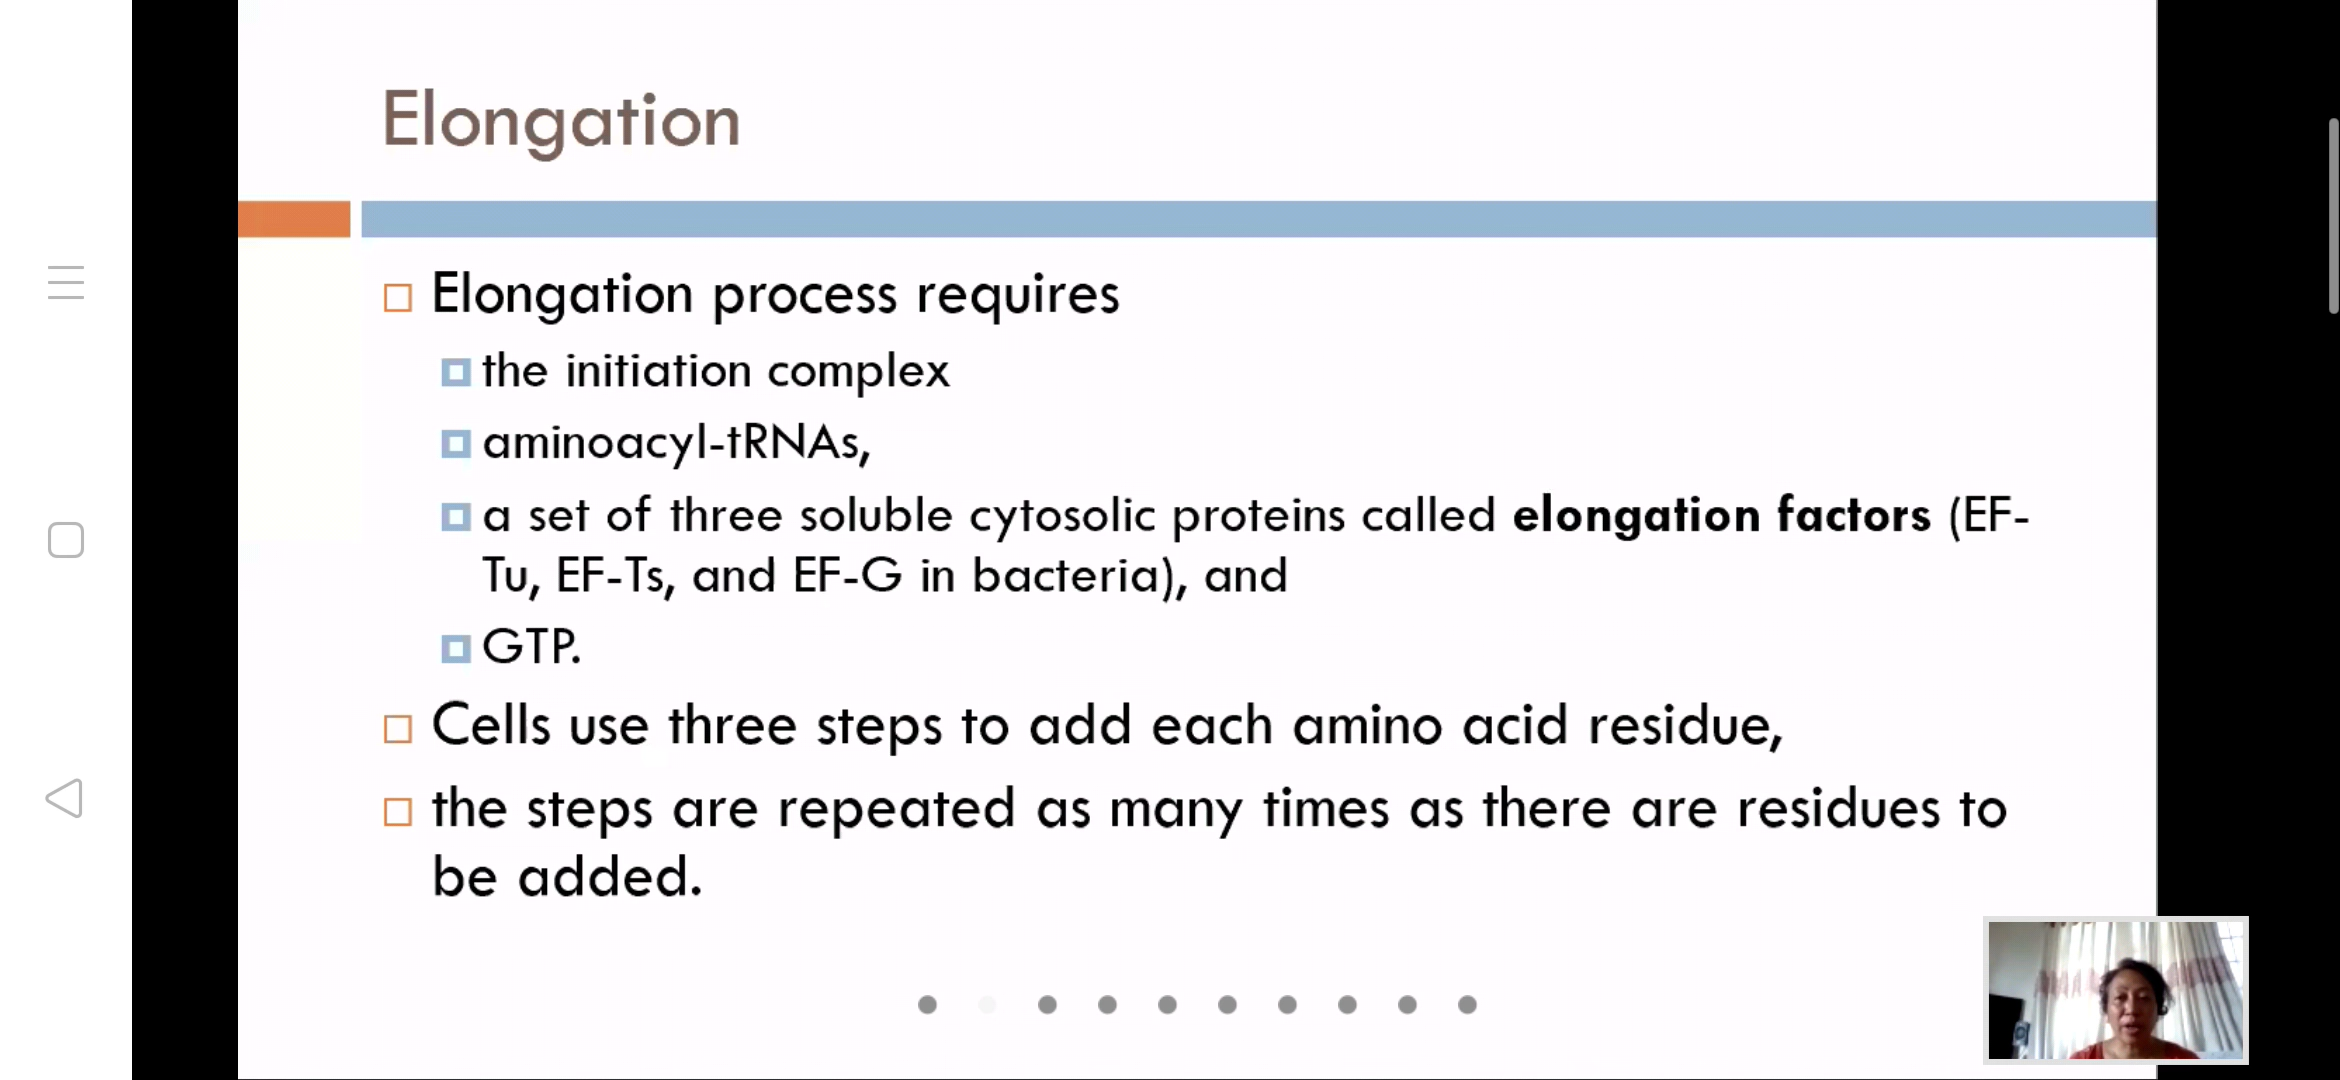 Elongation
Elongation process requires
the initiation complex
aminoacyl-tRNAs,
a set of three soluble cytosolic proteins called elongation factors (EF-
Tu, EF-Ts, and EF-G in bacteria), and
GTP.
Cells use three steps to add each amino acid residue,
the steps are repeated as many times as there are residues to
be added.